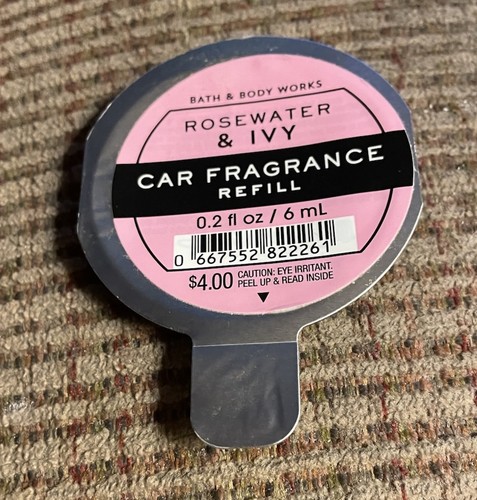 BATH & BODY WORKS
ROSEWATER
& IVY
CAR FRAGRANCE
REFILL
0.2 fl oz / 6 mL
0 667552 822261
$4.00 CAUTION: EYE IRRITANT.
PEEL UP & READ INSIDE